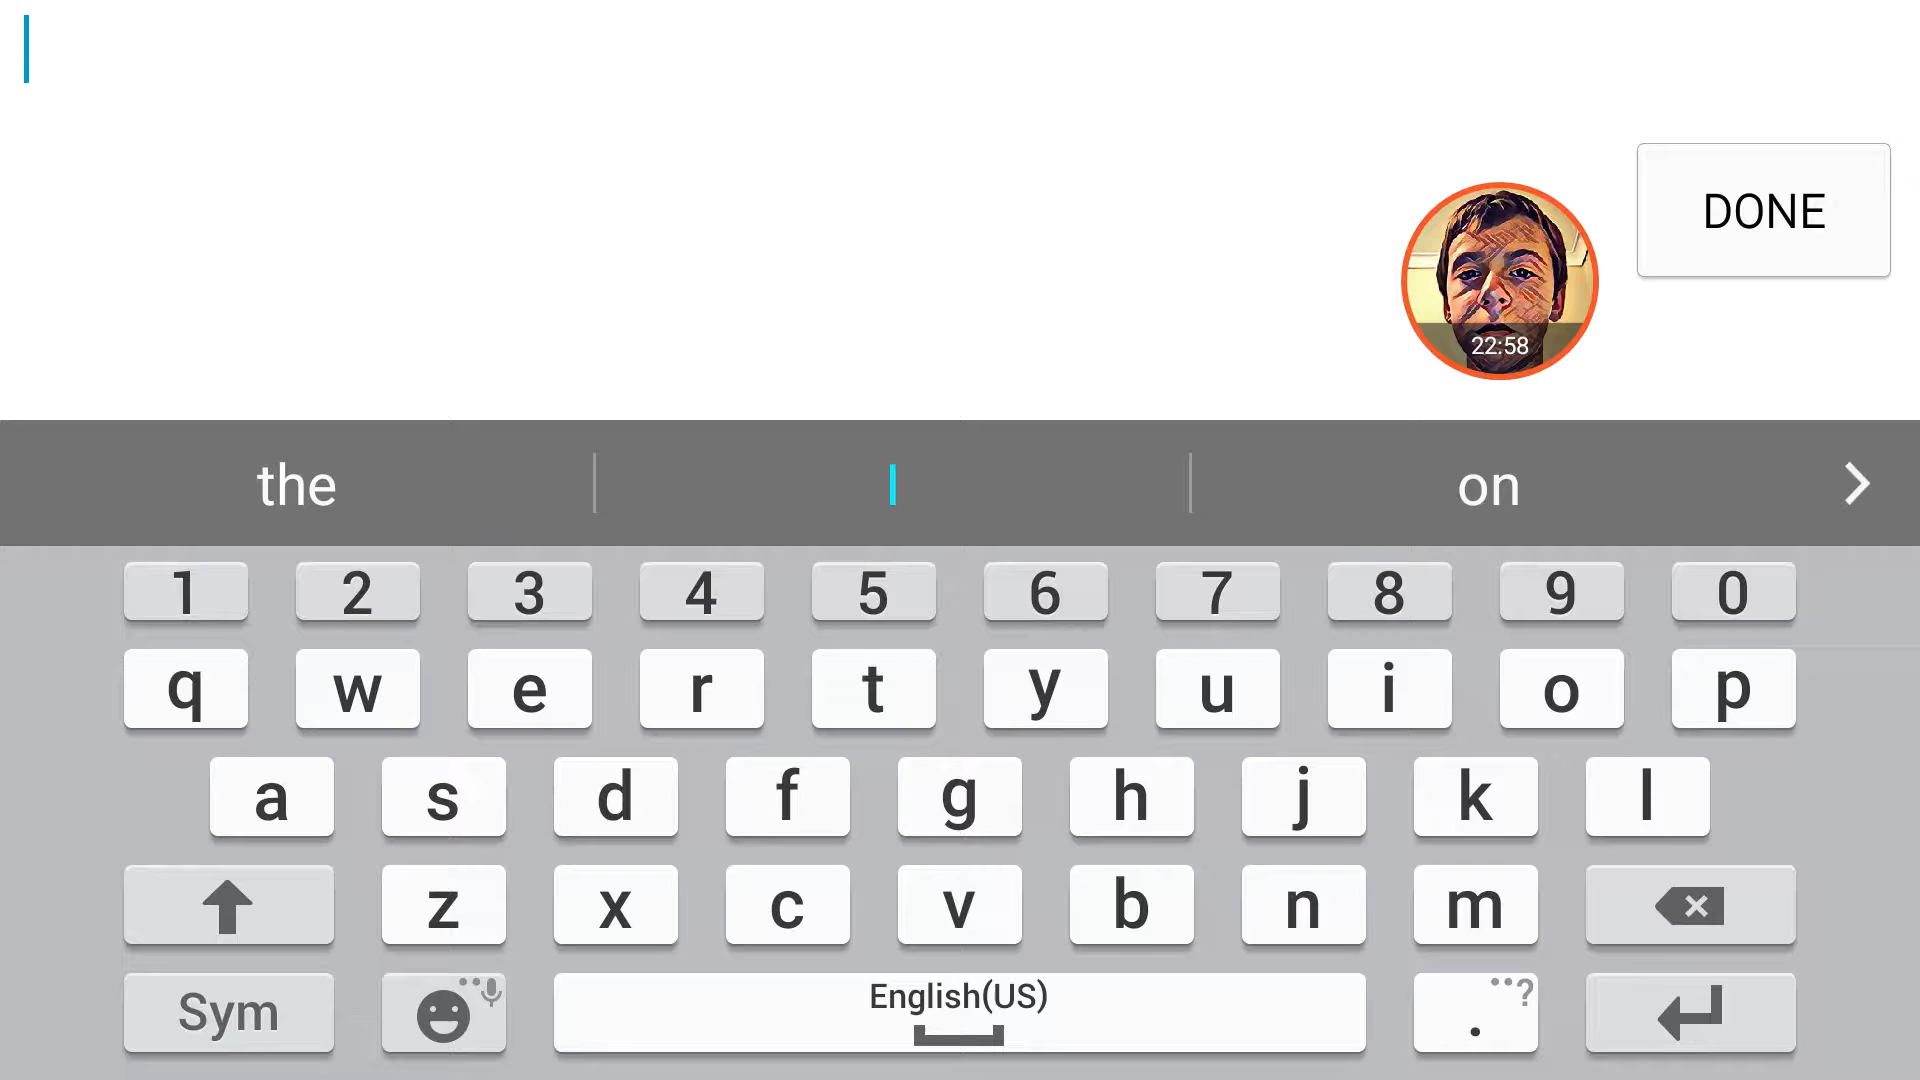 DONE
22:58
the I on
1 2 3 4 5 6 7 8 9 0
q w e r t y u i o p
a s d f g h j k l
z x c v b n m
Sym English(US) . ?